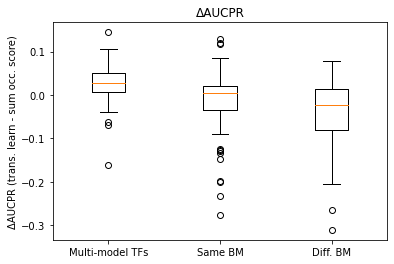 ΔAUCPR
ΔAUCPR (trans. learn - sum occ. score)
0.1
0.0
−0.1
−0.2
−0.3
Multi-model TFs
Same BM
Diff. BM